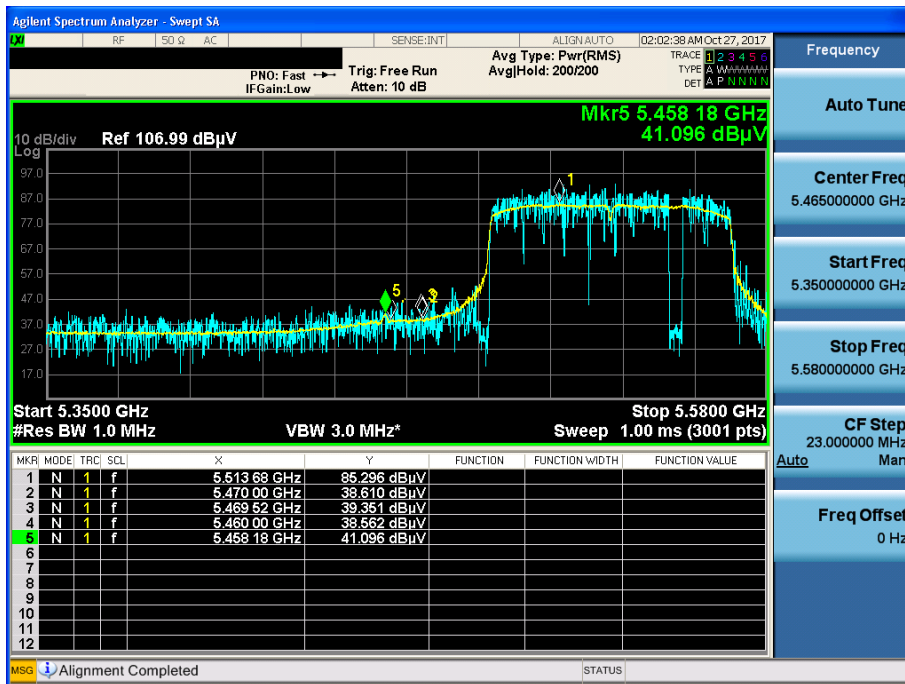 Agilent Spectrum Analyzer - Swept SA
LXI RF 50 Ω AC SENSE:INT ALIGN AUTO 02:02:38 AM Oct 27, 2017
PNO: Fast Trig: Free Run Avg Type: Pwr(RMS) TRACE 1 2 3 4 5 6
IFGain:Low Atten: 10 dB Avg|Hold: 200/200 TYPE A WWWWW
DET A P N N N N
Mkr5 5.458 18 GHz
41.096 dBµV
10 dB/div Ref 106.99 dBµV
Log
97.0
87.0
77.0
67.0
57.0
47.0
37.0
27.0
17.0
1
5
Start 5.3500 GHz Stop 5.5800 GHz
#Res BW 1.0 MHz VBW 3.0 MHz* Sweep 1.00 ms (3001 pts)
MKR MODE TRC SCL X Y FUNCTION FUNCTION WIDTH FUNCTION VALUE
1 N 1 f 5.513 68 GHz 85.296 dBµV
2 N 1 f 5.470 00 GHz 38.610 dBµV
3 N 1 f 5.469 52 GHz 39.351 dBµV
4 N 1 f 5.460 00 GHz 38.562 dBµV
5 N 1 f 5.458 18 GHz 41.096 dBµV
6
7
8
9
10
11
12
MSG Alignment Completed STATUS
Frequency
Auto Tune
Center Freq
5.465000000 GHz
Start Freq
5.350000000 GHz
Stop Freq
5.580000000 GHz
CF Step
23.000000 MHz
Auto Man
Freq Offset
0 Hz